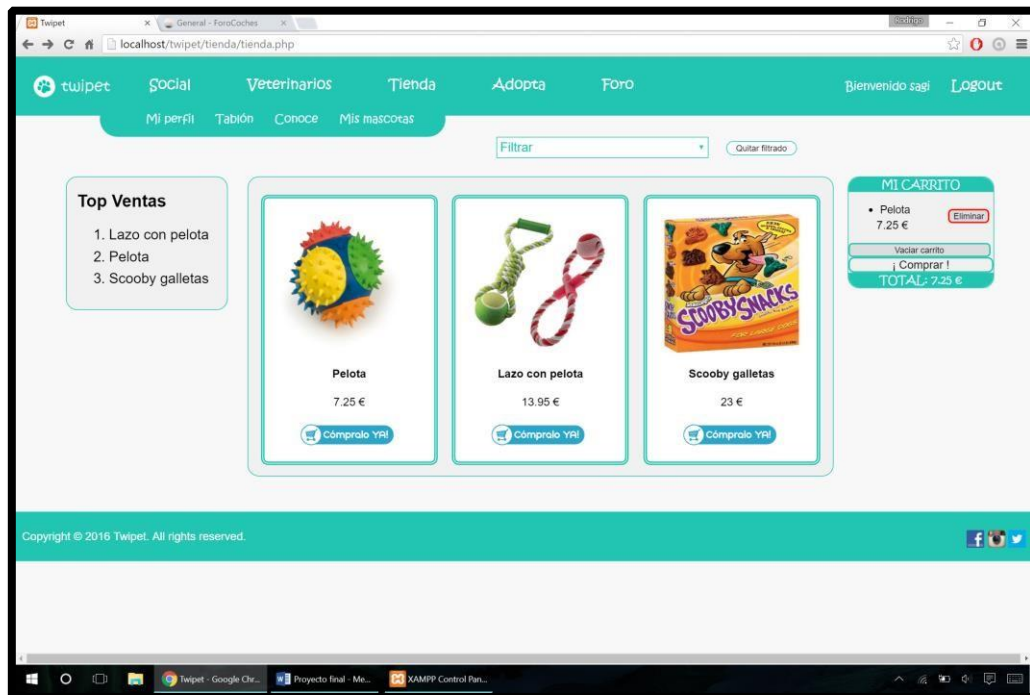 Twipet
General - ForoCoches
Rodrigo
localhost/twipet/tienda/tienda.php
twipet Social Veterinarios Tienda Adopta Foro Bienvenido sagi Logout
Mi perfil Tablón Conoce Mis mascotas
Filtrar
Quitar filtrado
Top Ventas
1. Lazo con pelota
2. Pelota
3. Scooby galletas
SCOOBY SNACKS
Pelota
7.25 €
Cómpralo YA!
Lazo con pelota
13.95 €
Cómpralo YA!
Scooby galletas
23 €
Cómpralo YA!
MI CARRITO
• Pelota
7.25 €
Eliminar
Vaciar carrito
¡ Comprar !
TOTAL: 7.25 €
Copyright © 2016 Twipet. All rights reserved.
Twipet - Google Chr...
Proyecto final - Me...
XAMPP Control Pan...